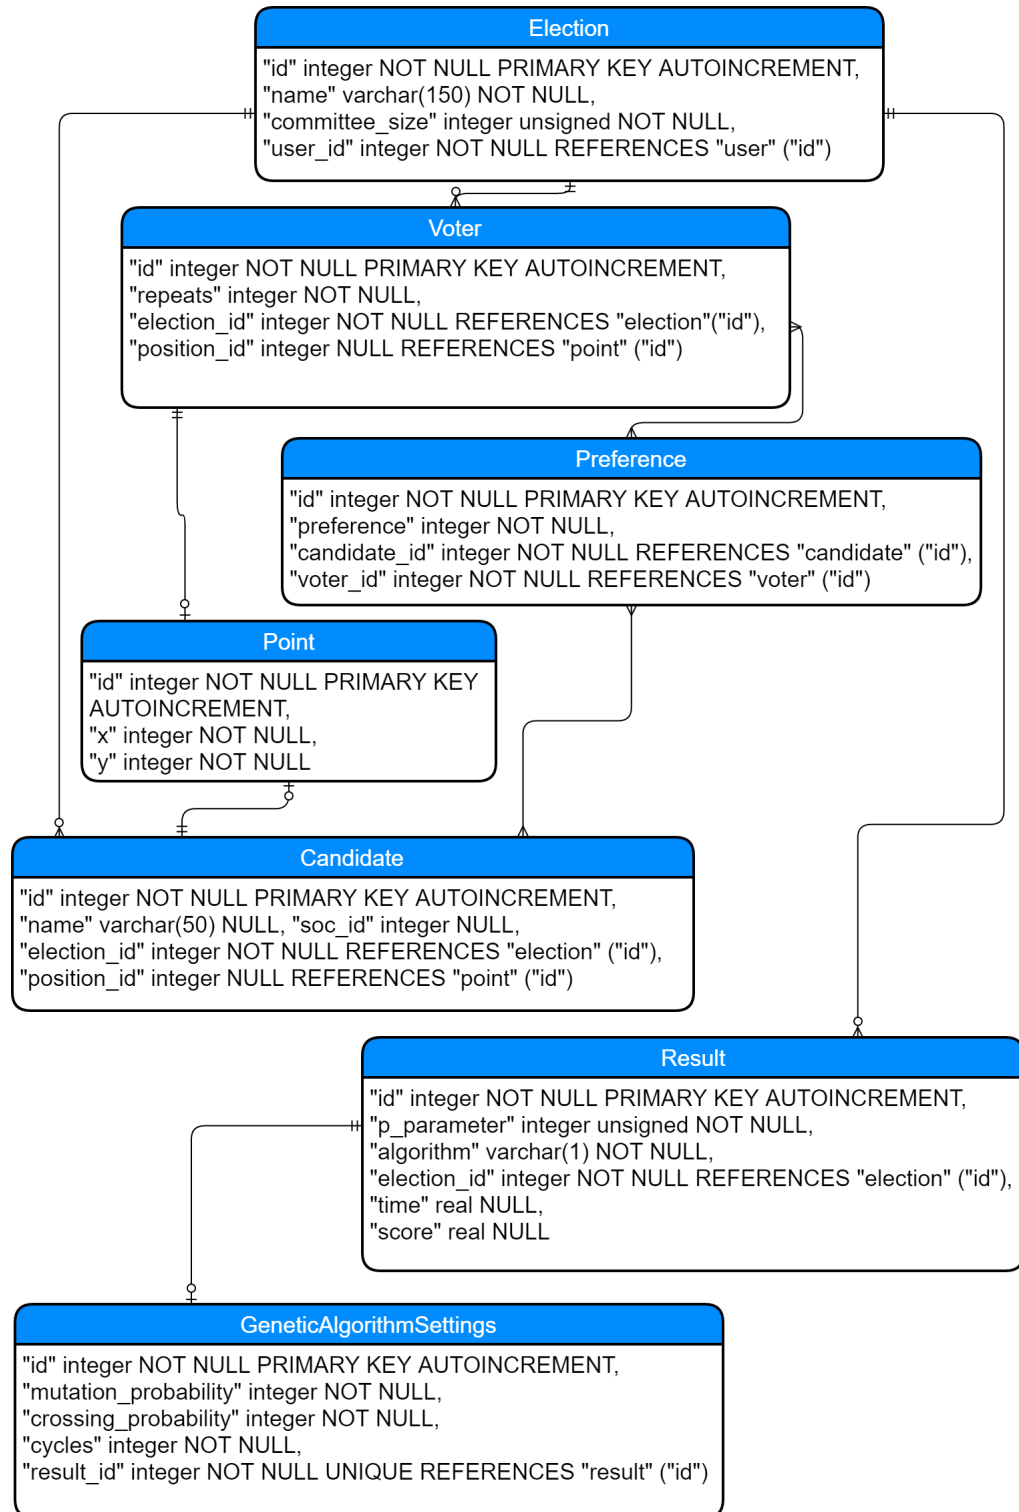 Election
"id" integer NOT NULL PRIMARY KEY AUTOINCREMENT,
"name" varchar(150) NOT NULL,
"committee_size" integer unsigned NOT NULL,
"user_id" integer NOT NULL REFERENCES "user" ("id")
Voter
"id" integer NOT NULL PRIMARY KEY AUTOINCREMENT,
"repeats" integer NOT NULL,
"election_id" integer NOT NULL REFERENCES "election"("id"),
"position_id" integer NULL REFERENCES "point" ("id")
Preference
"id" integer NOT NULL PRIMARY KEY AUTOINCREMENT,
"preference" integer NOT NULL,
"candidate_id" integer NOT NULL REFERENCES "candidate" ("id"),
"voter_id" integer NOT NULL REFERENCES "voter" ("id")
Point
"id" integer NOT NULL PRIMARY KEY
AUTOINCREMENT,
"x" integer NOT NULL,
"y" integer NOT NULL
Candidate
"id" integer NOT NULL PRIMARY KEY AUTOINCREMENT,
"name" varchar(50) NULL, "soc_id" integer NULL,
"election_id" integer NOT NULL REFERENCES "election" ("id"),
"position_id" integer NULL REFERENCES "point" ("id")
Result
"id" integer NOT NULL PRIMARY KEY AUTOINCREMENT,
"p_parameter" integer unsigned NOT NULL,
"algorithm" varchar(1) NOT NULL,
"election_id" integer NOT NULL REFERENCES "election" ("id"),
"time" real NULL,
"score" real NULL
GeneticAlgorithmSettings
"id" integer NOT NULL PRIMARY KEY AUTOINCREMENT,
"mutation_probability" integer NOT NULL,
"crossing_probability" integer NOT NULL,
"cycles" integer NOT NULL,
"result_id" integer NOT NULL UNIQUE REFERENCES "result" ("id")